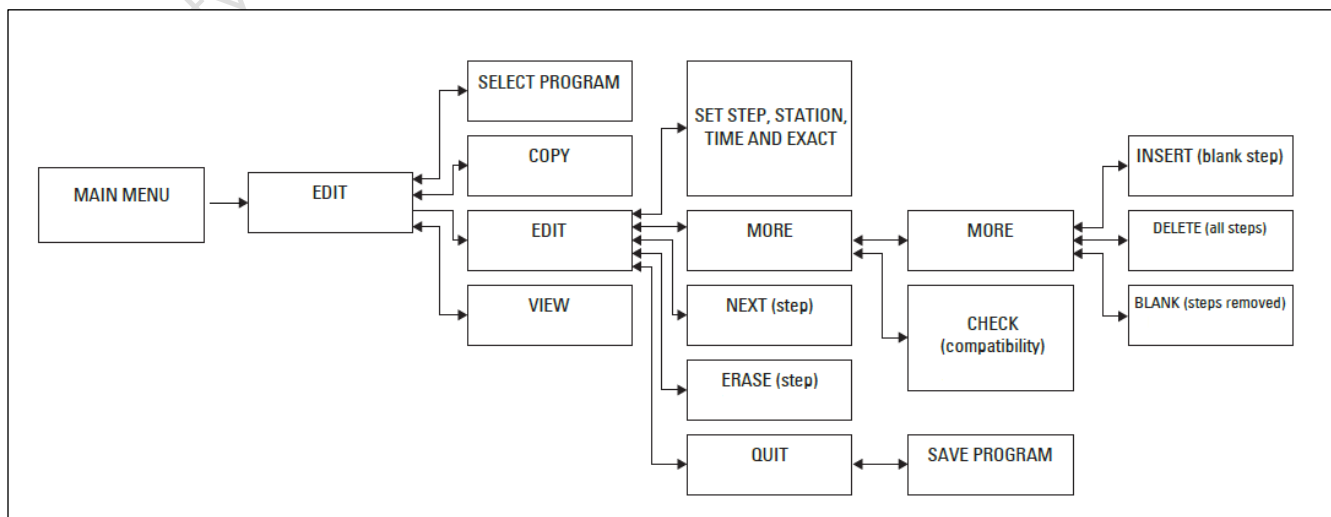 MAIN MENU
EDIT
SELECT PROGRAM
COPY
EDIT
VIEW
SET STEP, STATION,
TIME AND EXACT
MORE
NEXT (step)
ERASE (step)
QUIT
MORE
CHECK
(compatibility)
SAVE PROGRAM
INSERT (blank step)
DELETE (all steps)
BLANK (steps removed)